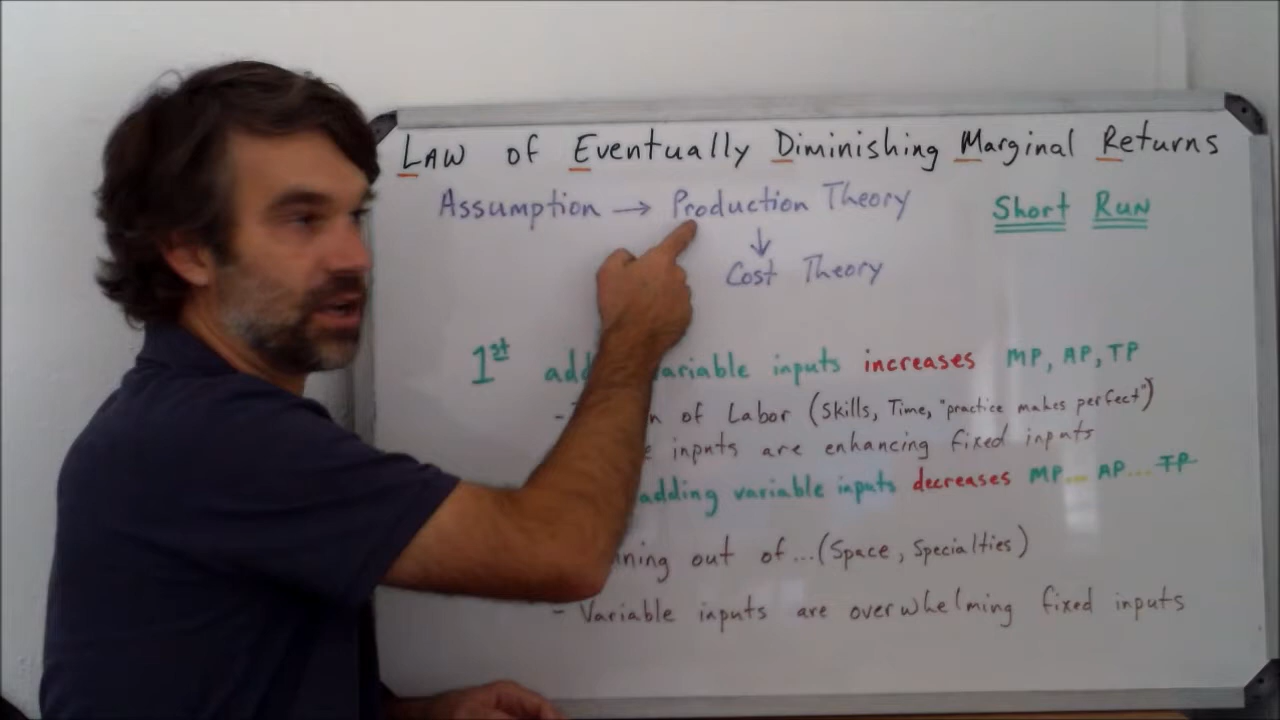 Law of Eventually Diminishing Marginal Returns
Assumption → Production Theory Short Run
↓
Cost Theory
1st add variable inputs increases MP, AP, TP
- of Labor (Skills, Time, "practice makes perfect")
inputs are enhancing fixed inputs
adding variable inputs decreases MP... AP... TP
out of... (Space, Specialties)
- Variable inputs are overwhelming fixed inputs